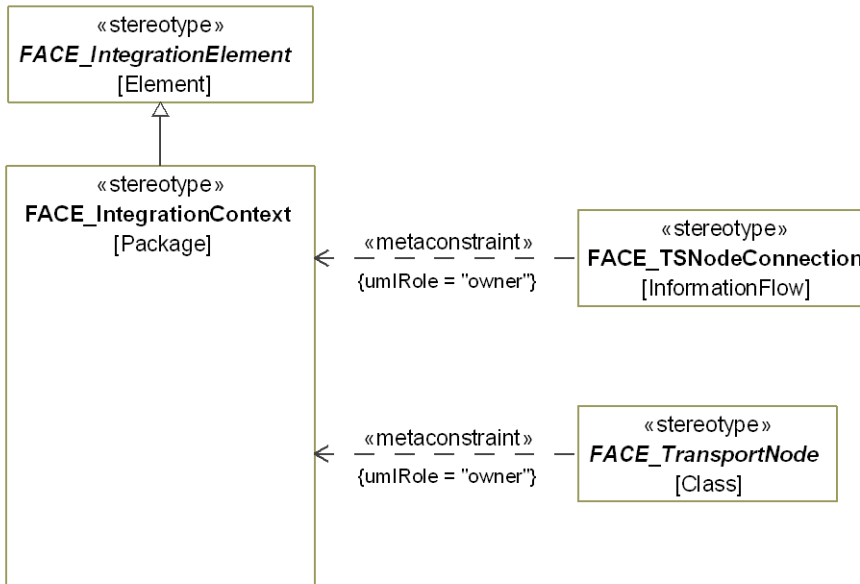 «stereotype»
FACE_IntegrationElement
[Element]
«stereotype»
FACE_IntegrationContext
[Package]
«metaconstraint»
{umlRole = "owner"}
«stereotype»
FACE_TSNodeConnection
[InformationFlow]
«metaconstraint»
{umlRole = "owner"}
«stereotype»
FACE_TransportNode
[Class]